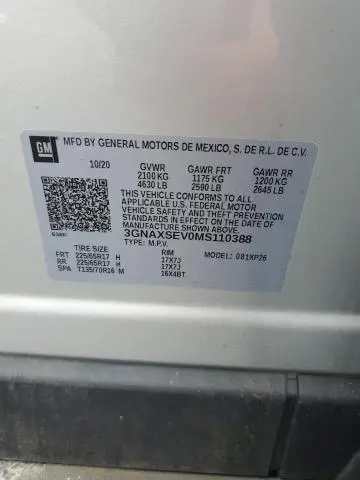 GM
MFD BY GENERAL MOTORS DE MEXICO, S. DE R.L. DE C.V.
10/20 GVWR GAWR FRT GAWR RR
2100 KG 1175 KG 1200 KG
4630 LB 2590 LB 2645 LB
THIS VEHICLE CONFORMS TO ALL
APPLICABLE U.S. FEDERAL MOTOR
VEHICLE SAFETY AND THEFT PREVENTION
STANDARDS IN EFFECT ON THE DATE OF
MANUFACTURE SHOWN ABOVE.
3GNAXSEV0MS110388
TYPE: M.P.V. MODEL: 081XP26
TIRE SIZE RIM
FRT 225/65R17 H 17X7J
RR 225/65R17 H 17X7J
SPA T135/70R16 M 16X4BT